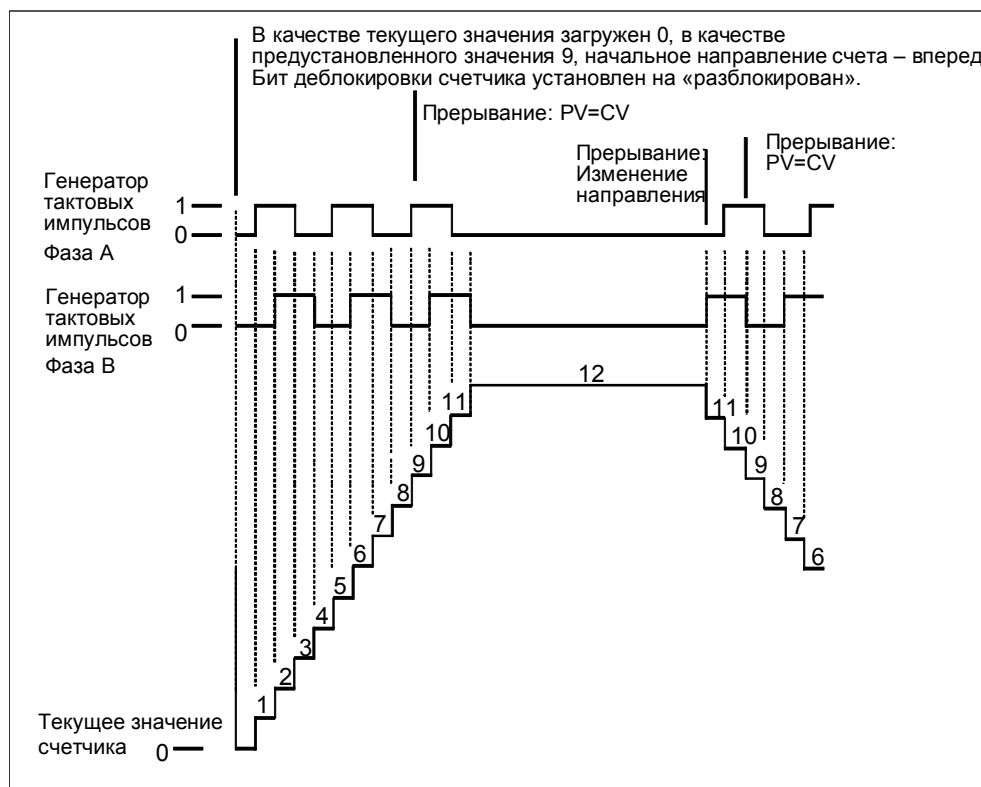 В качестве текущего значения загружен 0, в качестве
предустановленного значения 9, начальное направление счета – вперед
Бит деблокировки счетчика установлен на «разблокирован».
Прерывание: PV=CV
Прерывание:
Изменение
направления
Прерывание:
PV=CV
Генератор
тактовых
импульсов
Фаза A
1
0
Генератор
тактовых
импульсов
Фаза B
1
0
12
11
11
10
10
9
9
8
8
7
7
6
6
5
4
3
2
1
Текущее значение
счетчика
0